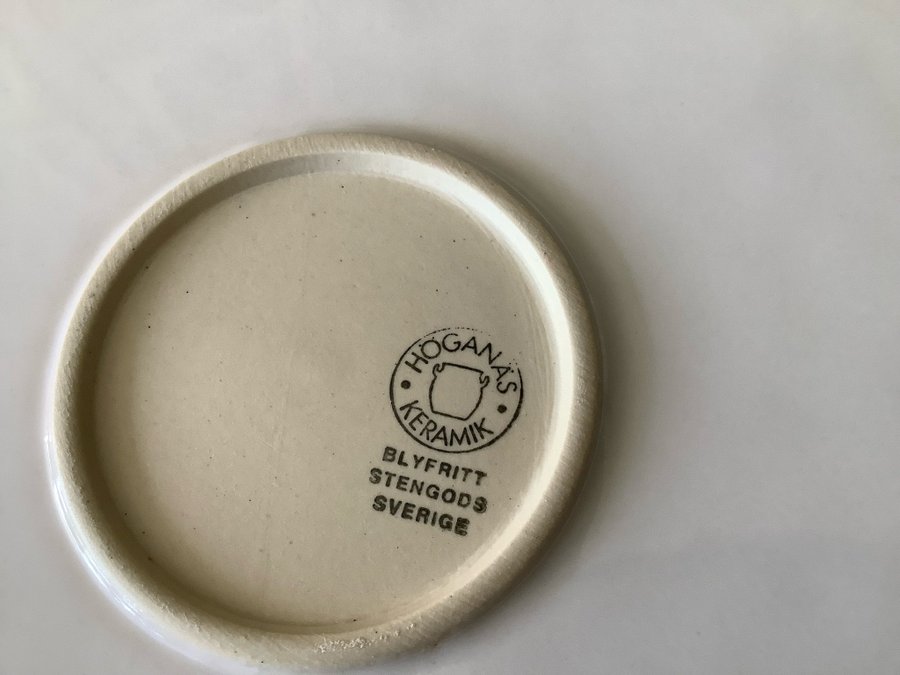 HÖGANÄS
KERAMIK
BLYFRITT
STENGODS
SVERIGE